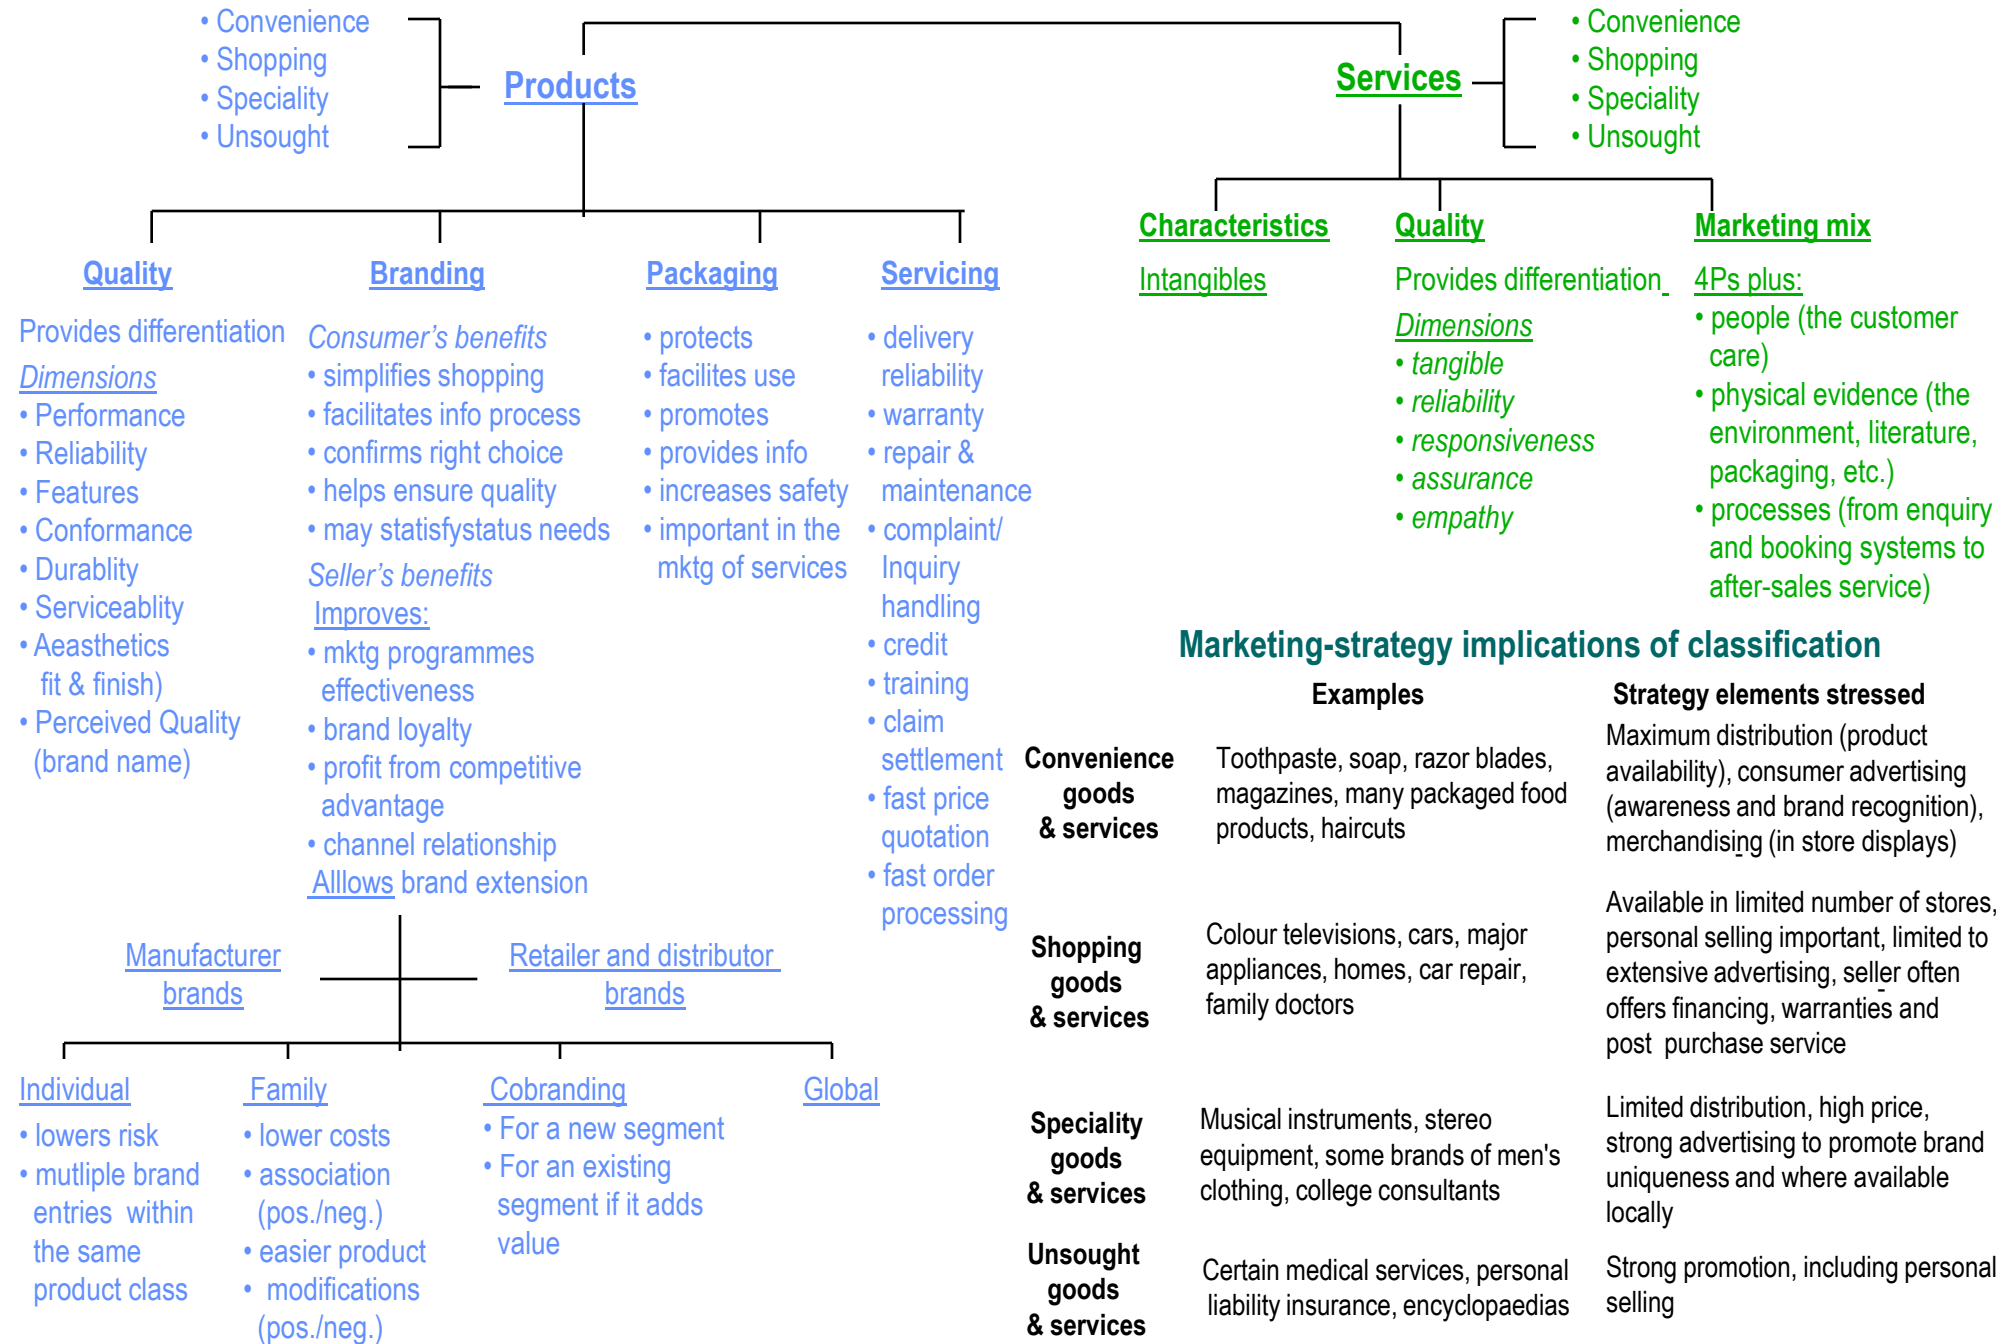 • Convenience
• Shopping
• Speciality
• Unsought
Products
Services
• Convenience
• Shopping
• Speciality
• Unsought
Quality
Provides differentiation
Dimensions
• Performance
• Reliability
• Features
• Conformance
• Durablity
• Serviceablity
• Aeasthetics
fit & finish)
• Perceived Quality
(brand name)
Branding
Consumer’s benefits
• simplifies shopping
• facilitates info process
• confirms right choice
• helps ensure quality
• may statisfystatus needs
Seller’s benefits
Improves:
• mktg programmes
effectiveness
• brand loyalty
• profit from competitive
advantage
• channel relationship
Alllows brand extension
Packaging
• protects
• facilites use
• promotes
• provides info
• increases safety
• important in the
mktg of services
Servicing
• delivery
reliability
• warranty
• repair &
maintenance
• complaint/
Inquiry
handling
• credit
• training
• claim
settlement
• fast price
quotation
• fast order
processing
Manufacturer
brands
Retailer and distributor
brands
Individual
• lowers risk
• mutliple brand
entries within
the same
product class
Family
• lower costs
• association
(pos./neg.)
• easier product
• modifications
(pos./neg.)
Cobranding
• For a new segment
• For an existing
segment if it adds
value
Global
Characteristics
Intangibles
Quality
Provides differentiation
Dimensions
• tangible
• reliability
• responsiveness
• assurance
• empathy
Marketing mix
4Ps plus:
• people (the customer
care)
• physical evidence (the
environment, literature,
packaging, etc.)
• processes (from enquiry
and booking systems to
after-sales service)
Marketing-strategy implications of classification
Examples
Strategy elements stressed
Convenience
goods
& services
Toothpaste, soap, razor blades,
magazines, many packaged food
products, haircuts
Maximum distribution (product
availability), consumer advertising
(awareness and brand recognition),
merchandising (in store displays)
Shopping
goods
& services
Colour televisions, cars, major
appliances, homes, car repair,
family doctors
Available in limited number of stores,
personal selling important, limited to
extensive advertising, seller often
offers financing, warranties and
post purchase service
Speciality
goods
& services
Musical instruments, stereo
equipment, some brands of men's
clothing, college consultants
Limited distribution, high price,
strong advertising to promote brand
uniqueness and where available
locally
Unsought
goods
& services
Certain medical services, personal
liability insurance, encyclopaedias
Strong promotion, including personal
selling